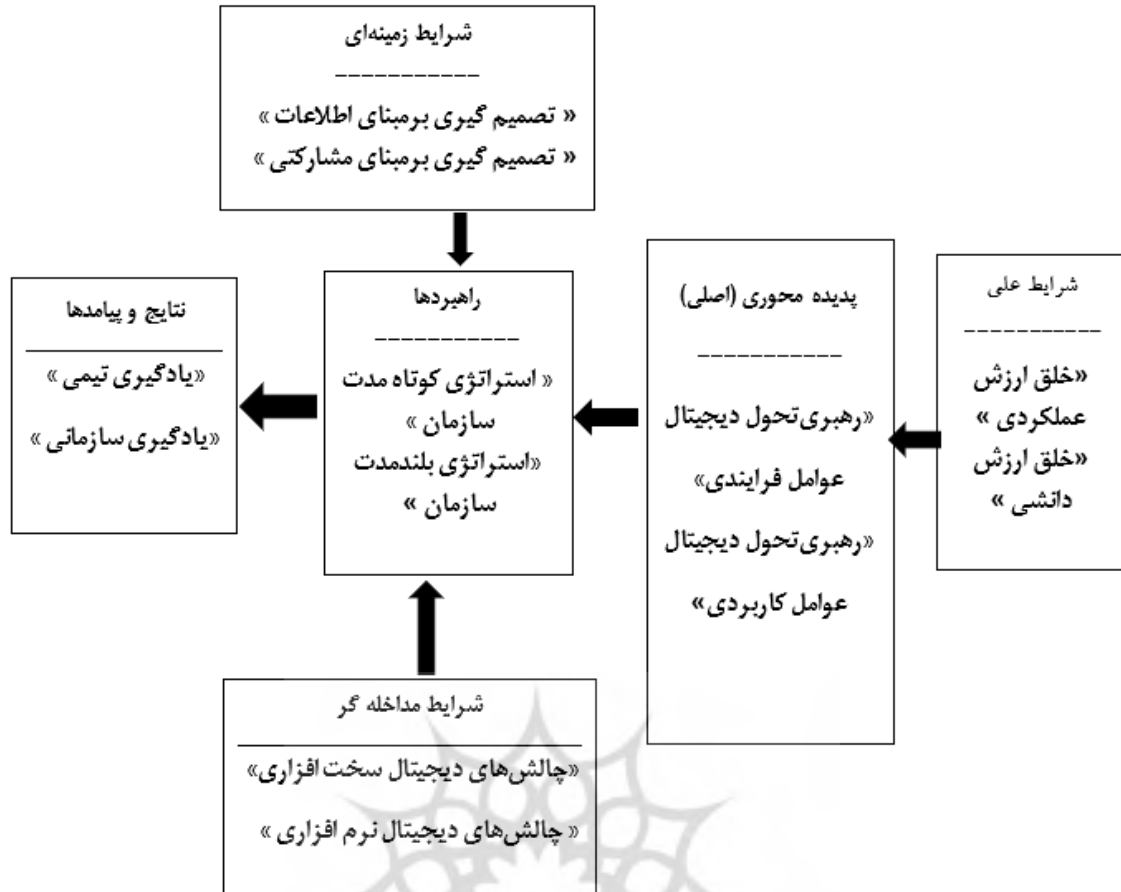 شرایط زمینه‌ای
-----------
« تصمیم گیری برمبنای اطلاعات »
« تصمیم گیری برمبنای مشارکتی »
شرایط علی
-----------
«خلق ارزش
عملکردی »
«خلق ارزش
دانشی »
پدیده محوری (اصلی)
-----------
«رهبری‌تحول دیجیتال
عوامل فرایندی»
«رهبری‌تحول دیجیتال
عوامل کاربردی»
راهبردها
-----------
« استراتژی کوتاه مدت
سازمان »
«استراتژی بلندمدت
سازمان »
نتایج و پیامدها
«یادگیری تیمی »
«یادگیری سازمانی »
شرایط مداخله گر
«چالش‌های دیجیتال سخت افزاری»
« چالش‌های دیجیتال نرم افزاری »